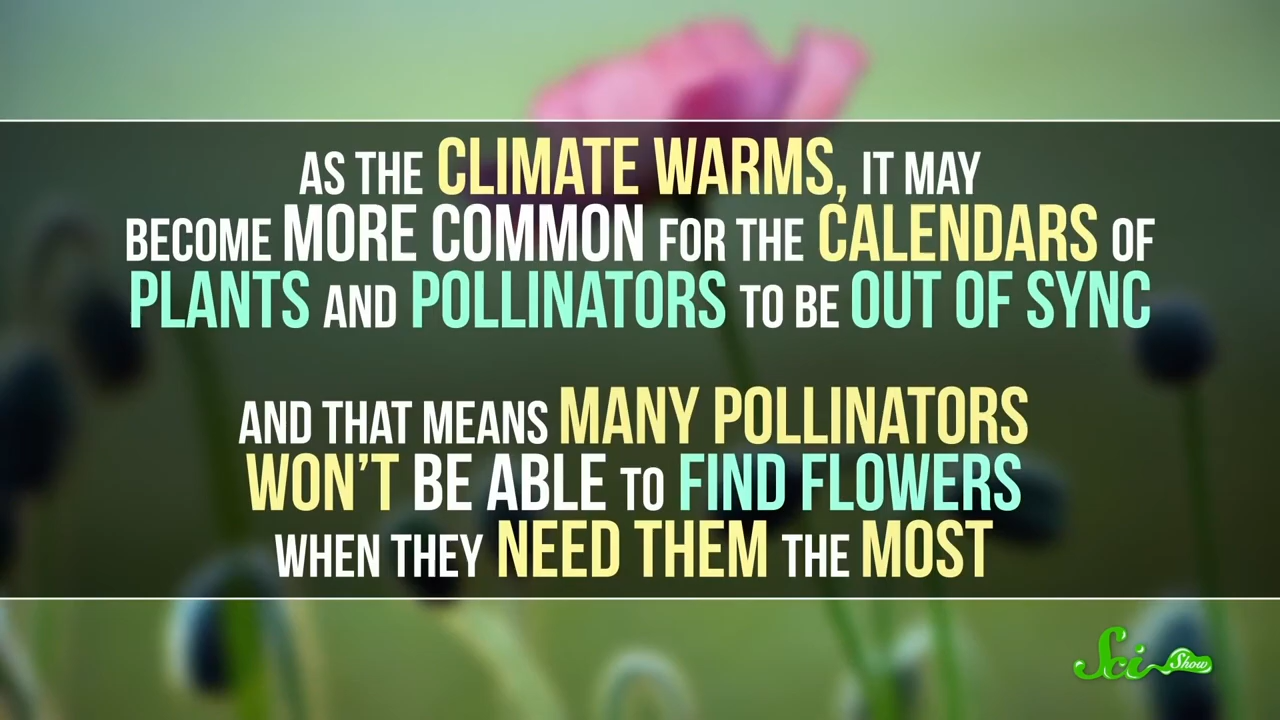 AS THE CLIMATE WARMS, IT MAY
BECOME MORE COMMON FOR THE CALENDARS OF
PLANTS AND POLLINATORS TO BE OUT OF SYNC
AND THAT MEANS MANY POLLINATORS
WON'T BE ABLE TO FIND FLOWERS
WHEN THEY NEED THEM THE MOST
Sci Show